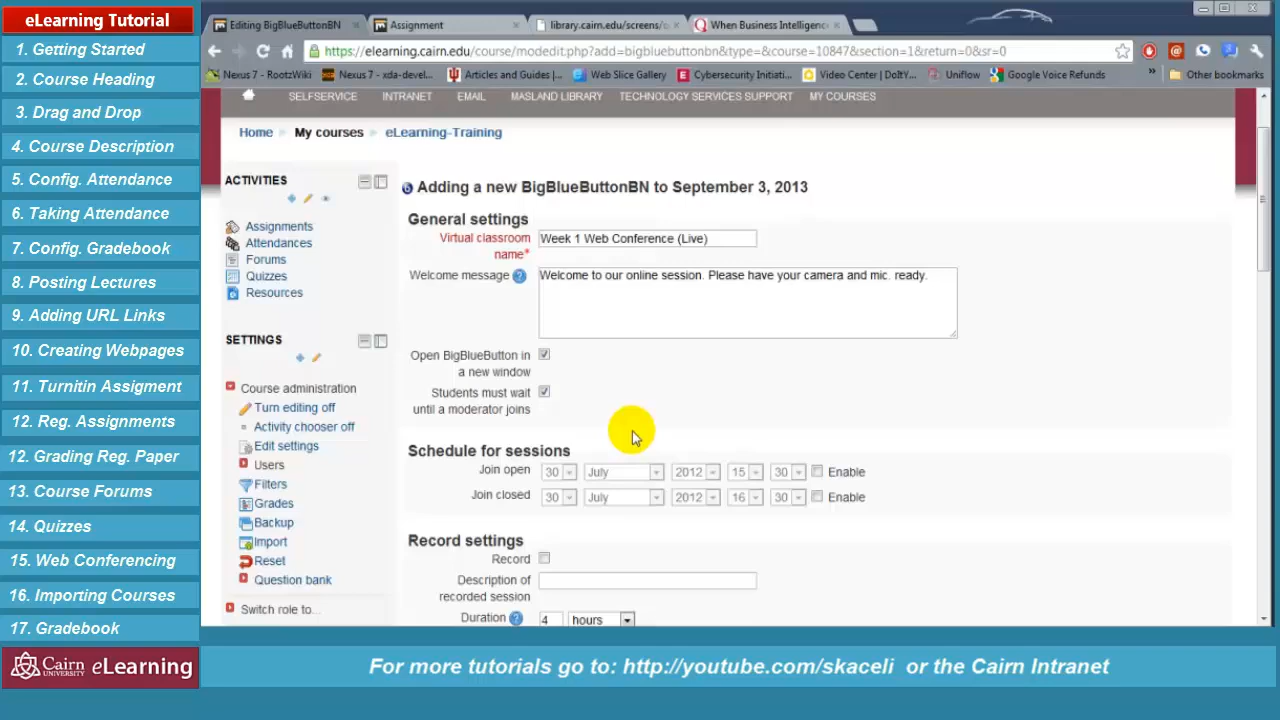 eLearning Tutorial
1. Getting Started
2. Course Heading
3. Drag and Drop
4. Course Description
5. Config. Attendance
6. Taking Attendance
7. Config. Gradebook
8. Posting Lectures
9. Adding URL Links
10. Creating Webpages
11. Turnitin Assigment
12. Reg. Assignments
12. Grading Reg. Paper
13. Course Forums
14. Quizzes
15. Web Conferencing
16. Importing Courses
17. Gradebook
Cairn UNIVERSITY eLearning
Editing BigBlueButtonBN
Assignment
library.cairn.edu/screens/o
When Business Intelligence
https://elearning.cairn.edu/course/modedit.php?add=bigbluebuttonbn&type=&course=10847&section=1&return=0&sr=0
Nexus 7 - RootzWiki
Nexus 7 - xda-devel...
Articles and Guides |...
Web Slice Gallery
Cybersecurity Initiati...
Video Center | DoItY...
Uniflow
Google Voice Refunds
»
Other bookmarks
SELFSERVICE
INTRANET
EMAIL
MASLAND LIBRARY
TECHNOLOGY SERVICES SUPPORT
MY COURSES
Home
My courses
eLearning-Training
ACTIVITIES
Assignments
Attendances
Forums
Quizzes
Resources
SETTINGS
Course administration
Turn editing off
Activity chooser off
Edit settings
Users
Filters
Grades
Backup
Import
Reset
Question bank
Switch role to...
Adding a new BigBlueButtonBN to September 3, 2013
General settings
Virtual classroom name*
Week 1 Web Conference (Live)
Welcome message
Welcome to our online session. Please have your camera and mic. ready.
Open BigBlueButton in
a new window
Students must wait
until a moderator joins
Schedule for sessions
Join open 30 July 2012 15 30 Enable
Join closed 30 July 2012 16 30 Enable
Record settings
Record
Description of
recorded session
Duration 4 hours
For more tutorials go to: http://youtube.com/skaceli or the Cairn Intranet